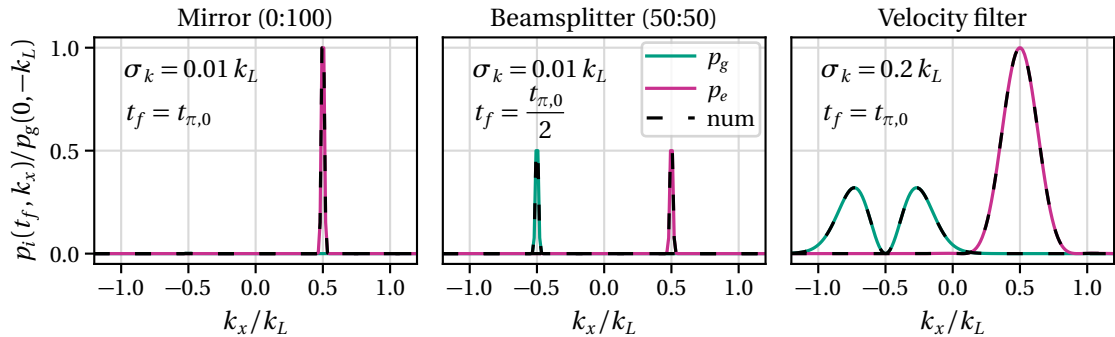 Mirror (0:100)
Beamsplitter (50:50)
Velocity filter
p_i(t_f, k_x)/p_g(0, −k_L)
1.0
0.5
0.0
σ_k = 0.01 k_L
t_f = t_{π,0}
−1.0
−0.5
0.0
0.5
1.0
k_x/k_L
σ_k = 0.01 k_L
t_f = t_{π,0}/2
p_g
p_e
num
−1.0
−0.5
0.0
0.5
1.0
k_x/k_L
σ_k = 0.2 k_L
t_f = t_{π,0}
−1.0
−0.5
0.0
0.5
1.0
k_x/k_L